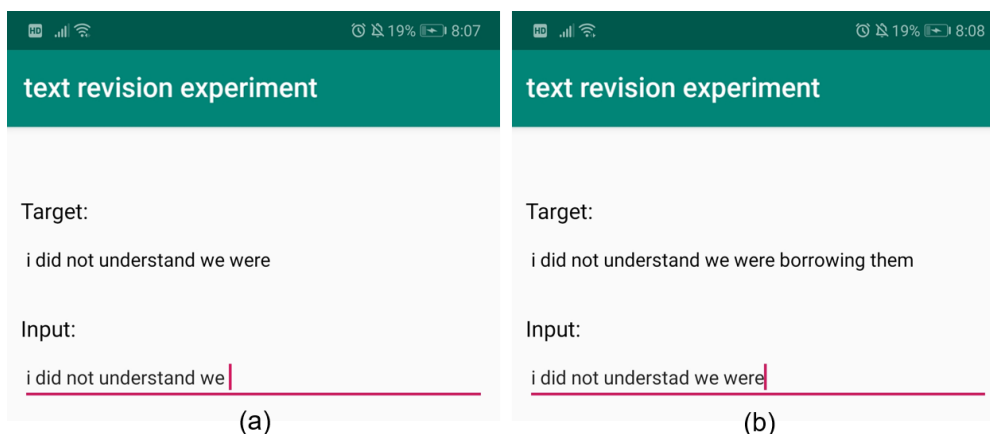 HD 19% 8:07
text revision experiment
Target:
i did not understand we were
Input:
i did not understand we
(a)
HD 19% 8:08
text revision experiment
Target:
i did not understand we were borrowing them
Input:
i did not understad we were
(b)